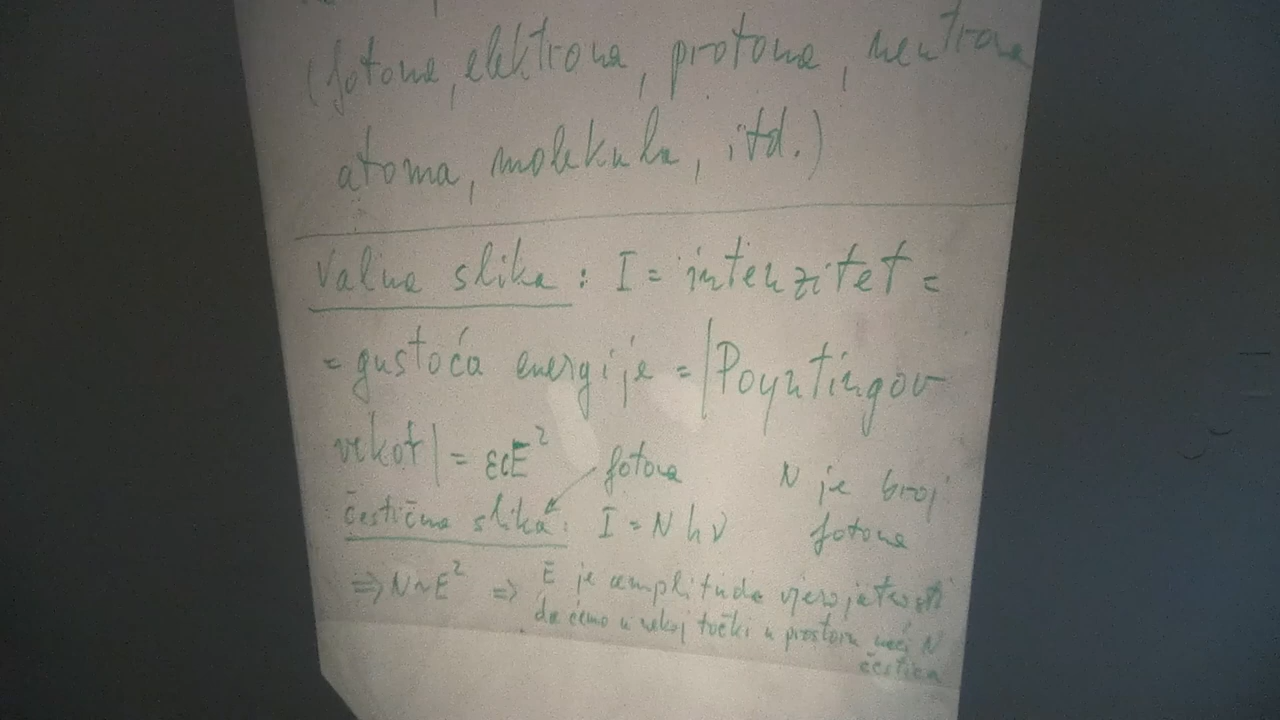 (fotona, elektrona, protona, neutrona
atoma, molekula, itd.)
Valna slika: I = intenzitet =
= gustoća energije = |Poyntingov
vektor| = εcE²
fotona
N je broj
fotona
čestična slika: I = N h ν
⇒ N ~ E² ⇒ E je amplituda vjerojatnosti
da ćemo u nekoj točki u prostoru naći N
čestica